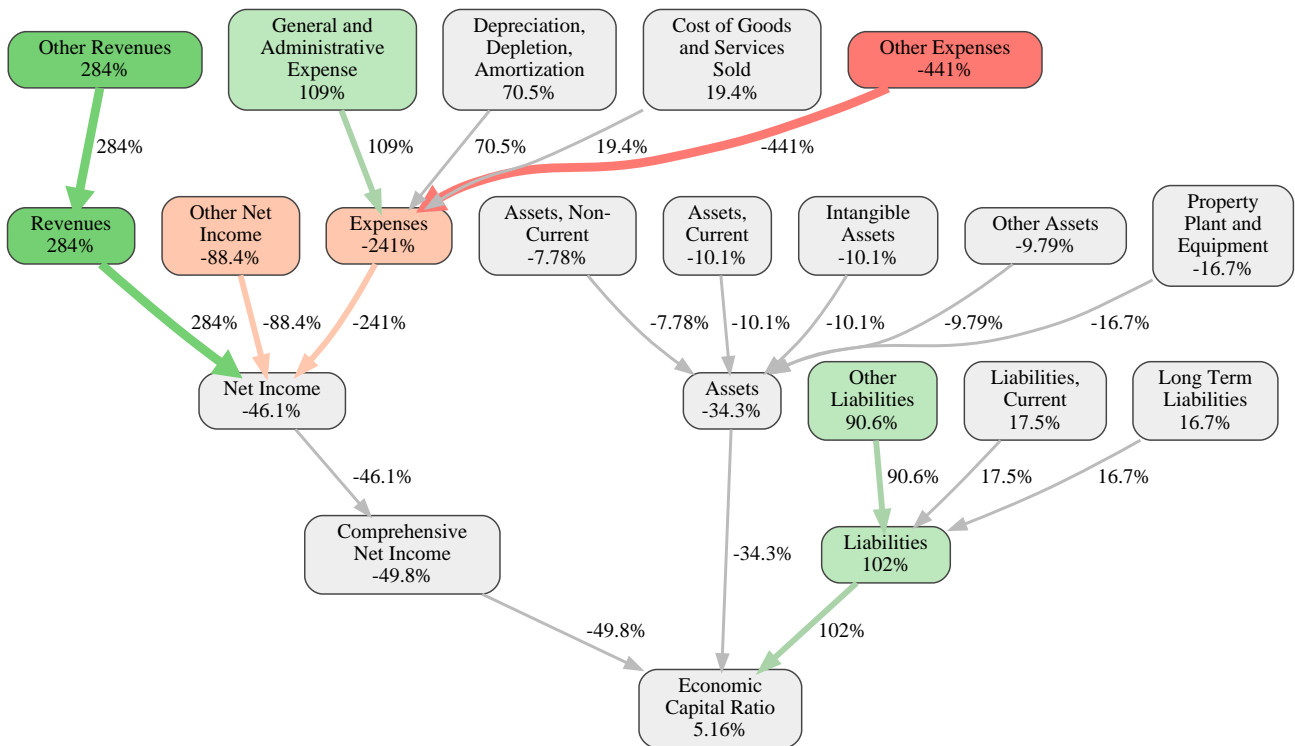 Other Revenues
284%
General and
Administrative
Expense
109%
Depreciation,
Depletion,
Amortization
70.5%
Cost of Goods
and Services
Sold
19.4%
Other Expenses
-441%
284%
109%
70.5%
19.4%
-441%
Revenues
284%
Other Net
Income
-88.4%
Expenses
-241%
Assets, Non-
Current
-7.78%
Assets,
Current
-10.1%
Intangible
Assets
-10.1%
Other Assets
-9.79%
Property
Plant and
Equipment
-16.7%
284%
-88.4%
-241%
-7.78%
-10.1%
-10.1%
-9.79%
-16.7%
Net Income
-46.1%
Assets
-34.3%
Other
Liabilities
90.6%
Liabilities,
Current
17.5%
Long Term
Liabilities
16.7%
-46.1%
90.6%
17.5%
16.7%
Comprehensive
Net Income
-49.8%
-34.3%
Liabilities
102%
-49.8%
102%
Economic
Capital Ratio
5.16%